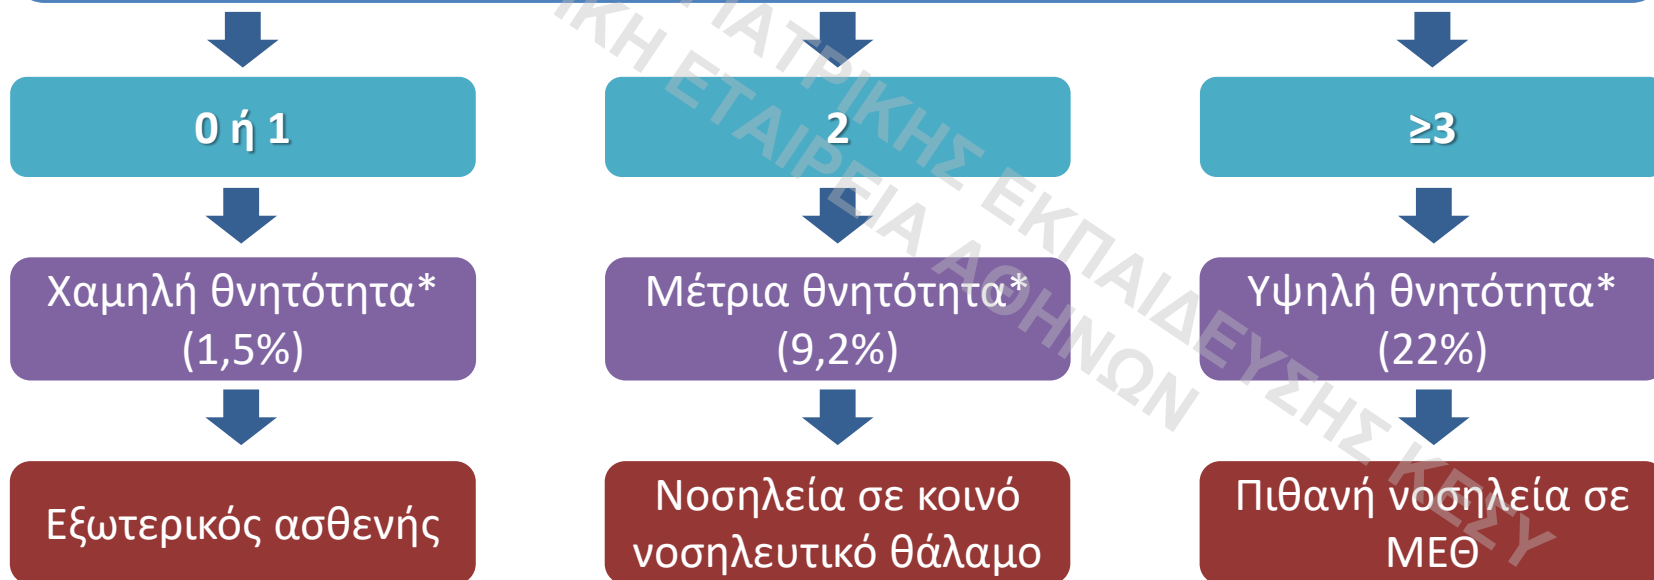 0 ή 1
2
≥3
Χαμηλή θνητότητα*
(1,5%)
Μέτρια θνητότητα*
(9,2%)
Υψηλή θνητότητα*
(22%)
Εξωτερικός ασθενής
Νοσηλεία σε κοινό
νοσηλευτικό θάλαμο
Πιθανή νοσηλεία σε
ΜΕΘ
ΙΑΤΡΙΚΗΣ ΕΚΠΑΙΔΕΥΣΗΣ ΚΕΣΥ
ΕΤΑΙΡΕΙΑ ΑΘΗΝΩΝ